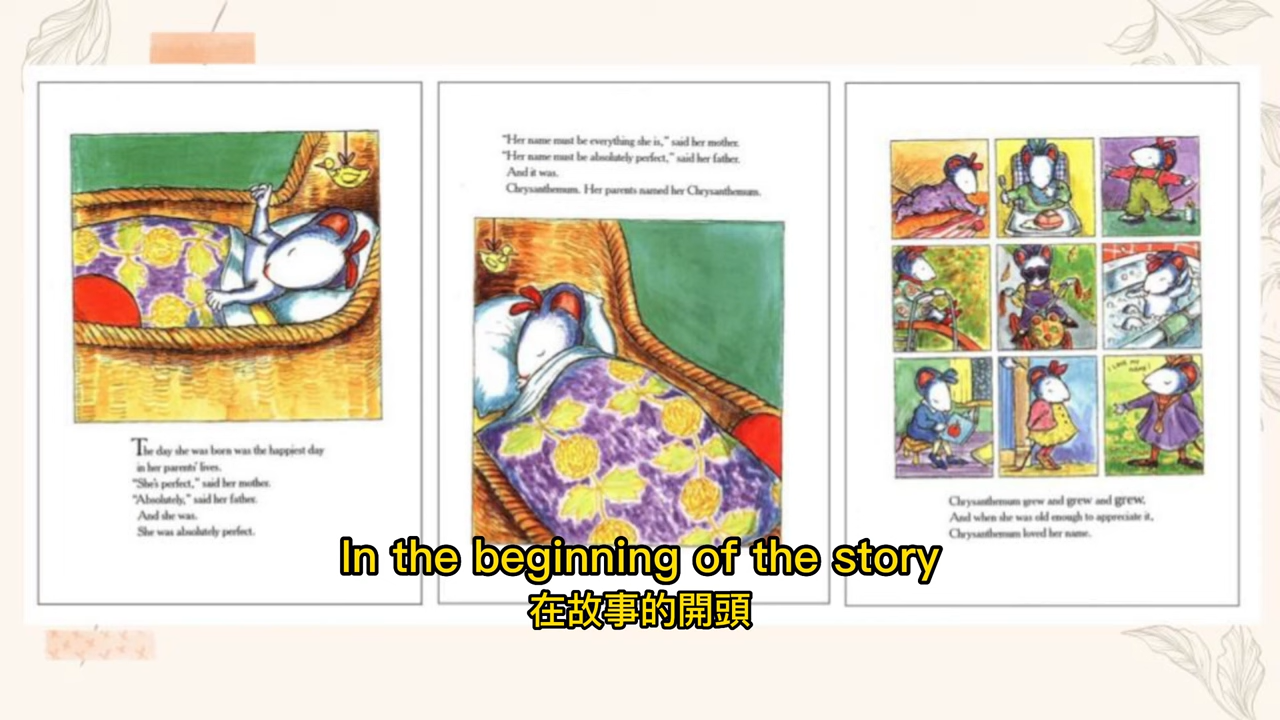 The day she was born was the happiest day
in her parents' lives.
"She's perfect," said her mother.
"Absolutely," said her father.
And she was.
She was absolutely perfect.
"Her name must be everything she is," said her mother.
"Her name must be absolutely perfect," said her father.
And it was.
Chrysanthemum. Her parents named her Chrysanthemum.
I LOVE MY
NAME!
Chrysanthemum grew and grew and grew.
And when she was old enough to appreciate it,
Chrysanthemum loved her name.
In the beginning of the story
在故事的開頭